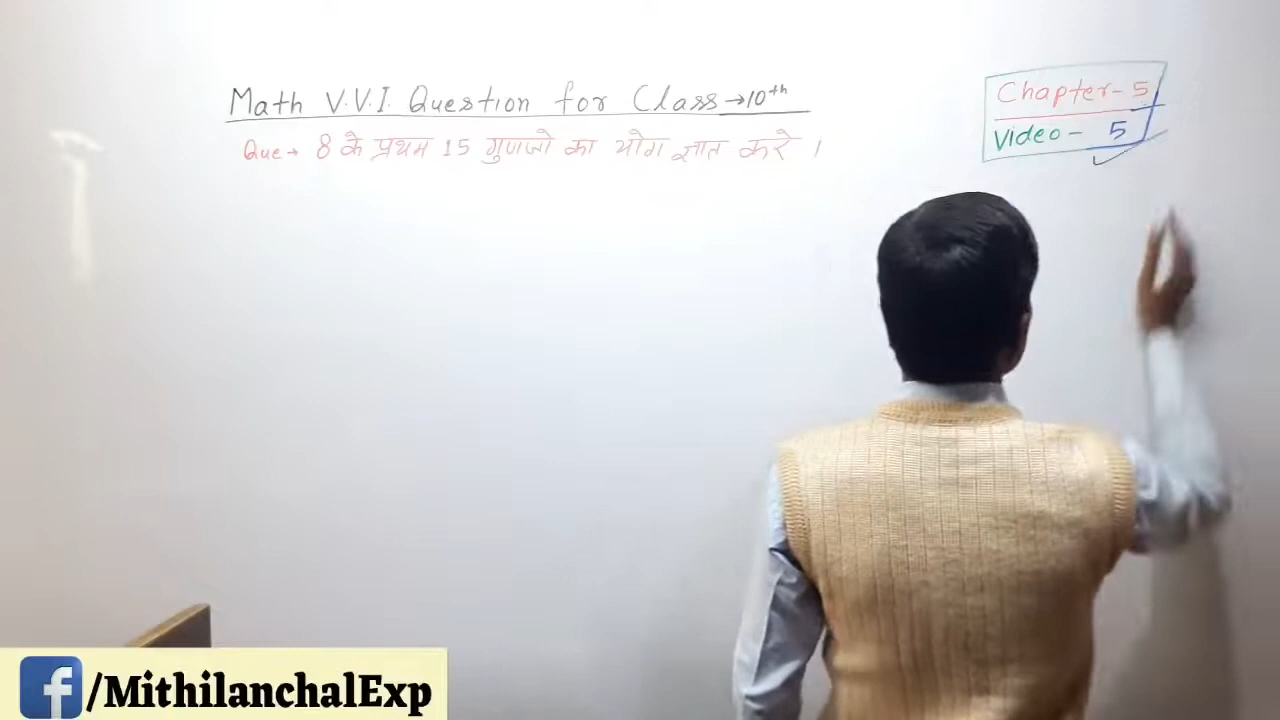 Math V.V.I. Question for Class → 10th
Que → 8 के प्रथम 15 गुणजो का योग ज्ञात करे ।
Chapter - 5
Video - 5
f/MithilanchalExp